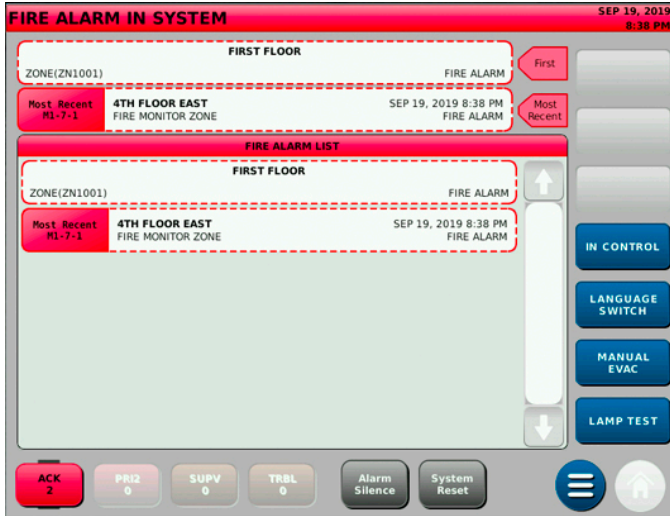 FIRE ALARM IN SYSTEM
SEP 19, 2019
8:38 PM
FIRST FLOOR
ZONE(ZN1001)
FIRE ALARM
First
Most Recent
M1-7-1
4TH FLOOR EAST
FIRE MONITOR ZONE
SEP 19, 2019 8:38 PM
FIRE ALARM
Most
Recent
FIRE ALARM LIST
FIRST FLOOR
ZONE(ZN1001)
FIRE ALARM
Most Recent
M1-7-1
4TH FLOOR EAST
FIRE MONITOR ZONE
SEP 19, 2019 8:38 PM
FIRE ALARM
IN CONTROL
LANGUAGE
SWITCH
MANUAL
EVAC
LAMP TEST
ACK
2
PRI2
0
SUPV
0
TRBL
0
Alarm
Silence
System
Reset